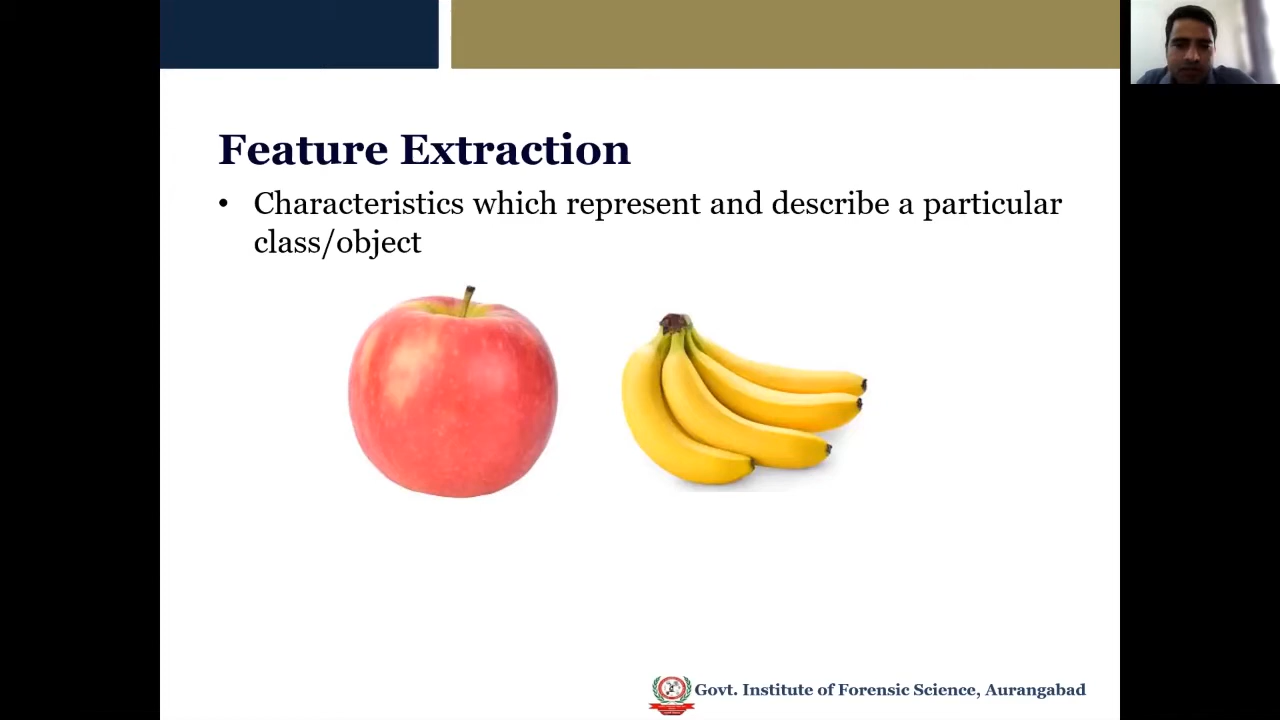 Feature Extraction
• Characteristics which represent and describe a particular
class/object
Govt. Institute of Forensic Science, Aurangabad